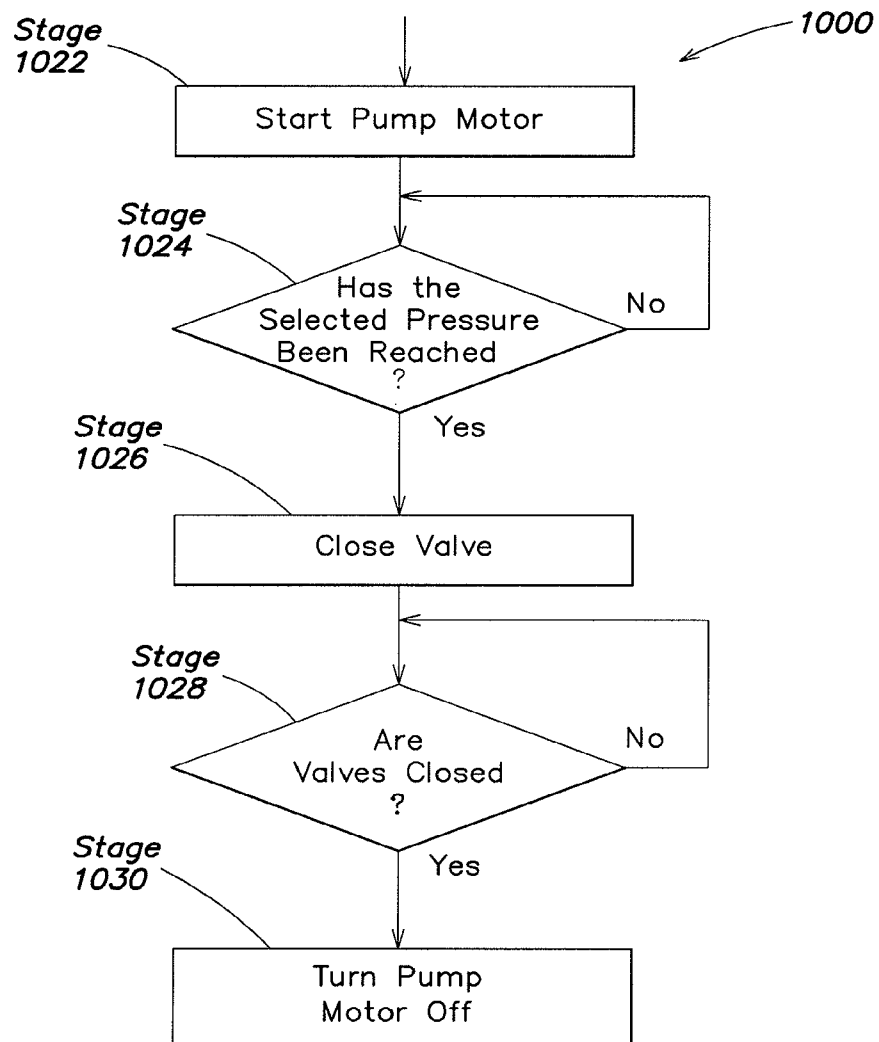 Stage
1022
1000
Start Pump Motor
Stage
1024
Has the
Selected Pressure
Been Reached
?
No
Yes
Stage
1026
Close Valve
Stage
1028
Are
Valves Closed
?
No
Yes
Stage
1030
Turn Pump
Motor Off